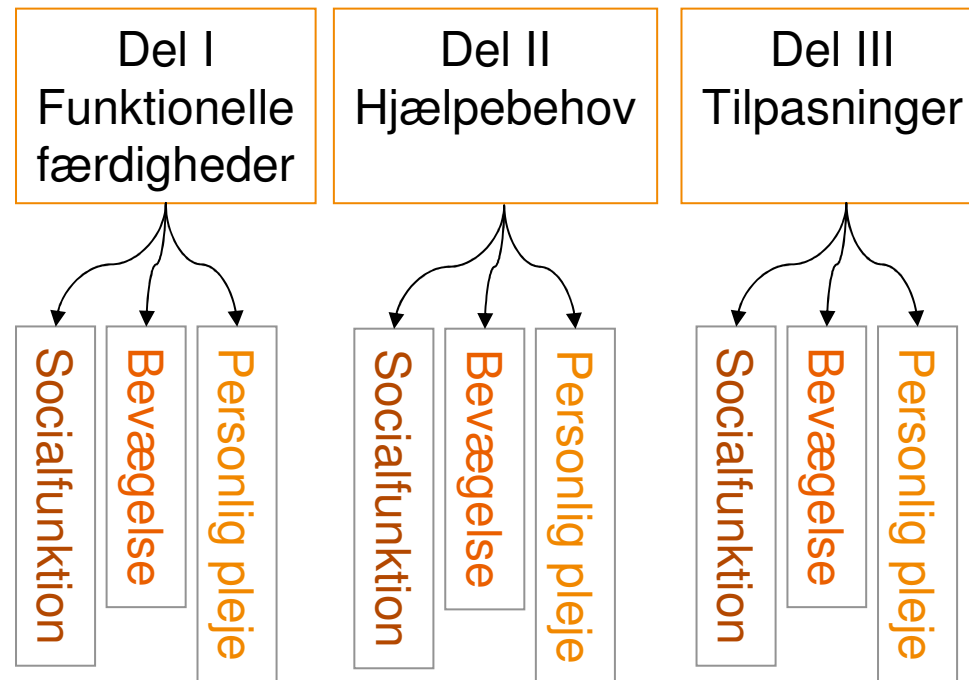 Del I
Funktionelle
færdigheder
Del II
Hjælpebehov
Del III
Tilpasninger
Socialfunktion
Bevægelse
Personlig pleje
Socialfunktion
Bevægelse
Personlig pleje
Socialfunktion
Bevægelse
Personlig pleje